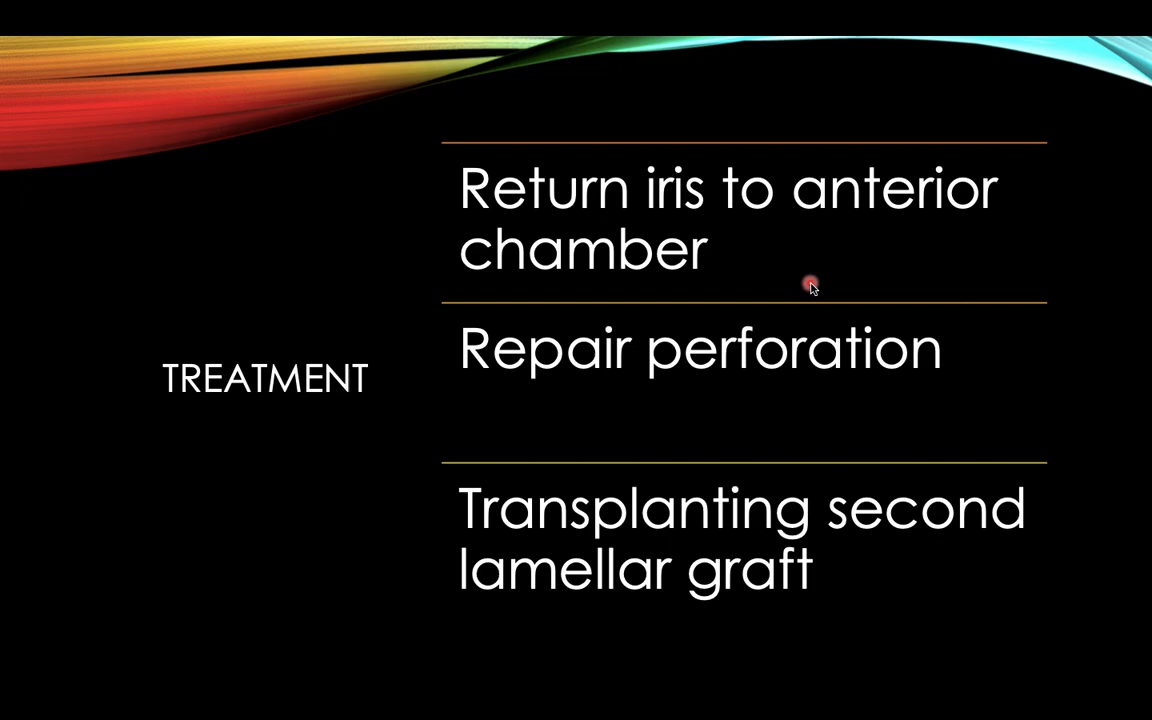 TREATMENT
Return iris to anterior
chamber
Repair perforation
Transplanting second
lamellar graft